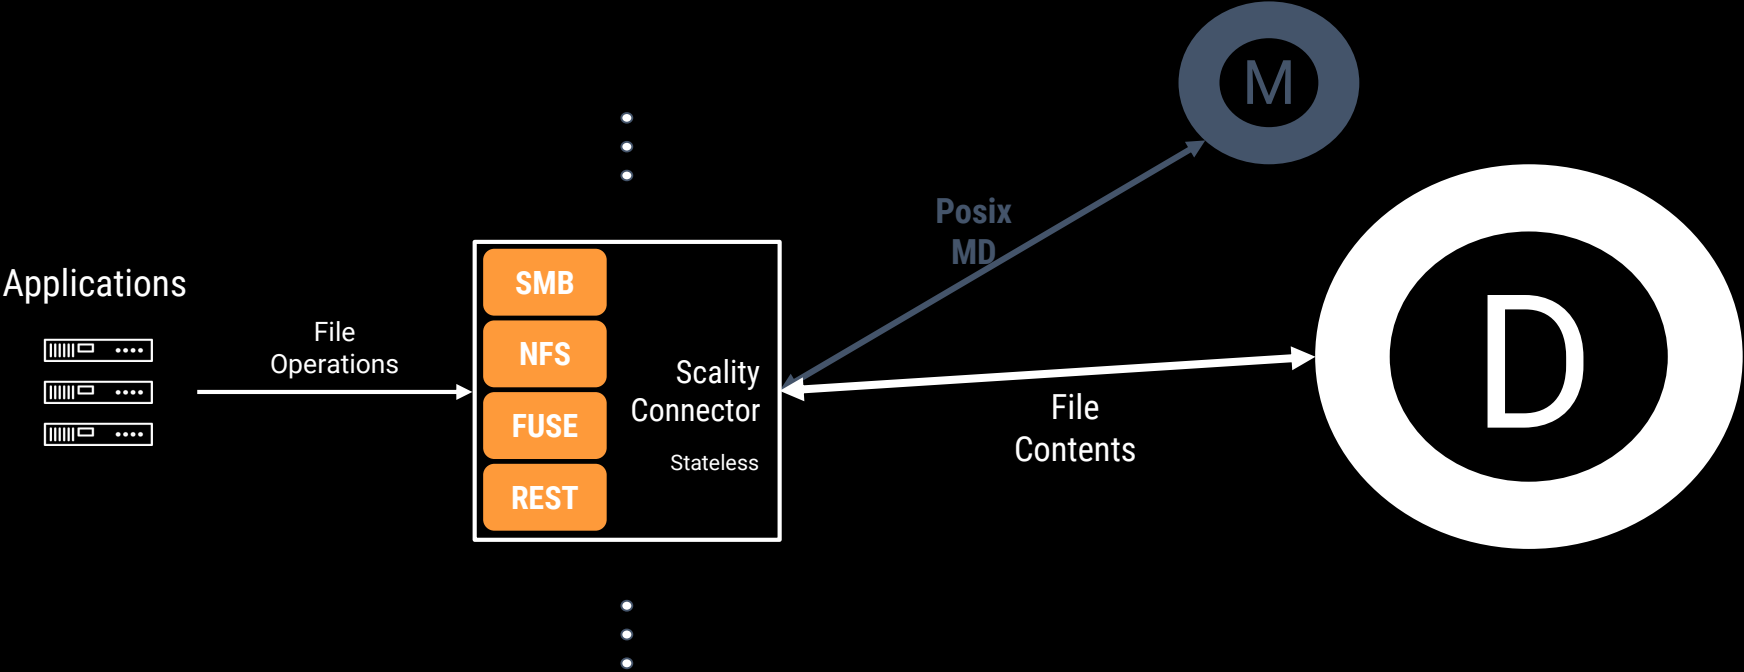 M
Posix
MD
Applications
File
Operations
SMB
NFS
FUSE
REST
Scality
Connector
Stateless
File
Contents
D